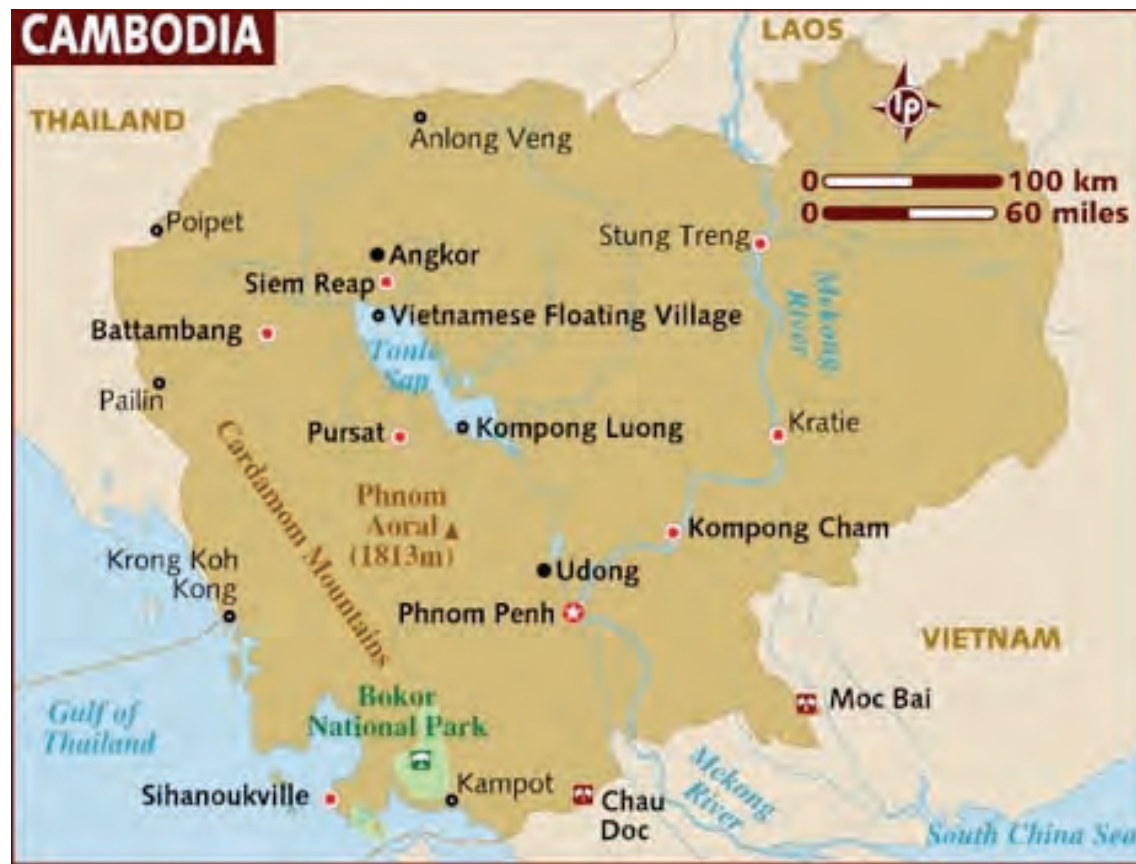 CAMBODIA
LAOS
THAILAND
lp
Anlong Veng
0 100 km
0 60 miles
Poipet
Stung Treng
Angkor
Siem Reap
Mekong
River
Vietnamese Floating Village
Battambang
Tonle
Sap
Pailin
Pursat
Kompong Luong
Kratie
Cardamom Mountains
Phnom
Aoral
(1813m)
Kompong Cham
Krong Koh
Kong
Udong
Phnom Penh
VIETNAM
Bokor
National Park
Moc Bai
Gulf of
Thailand
Mekong
River
Sihanoukville
Kampot
Chau
Doc
South China Sea